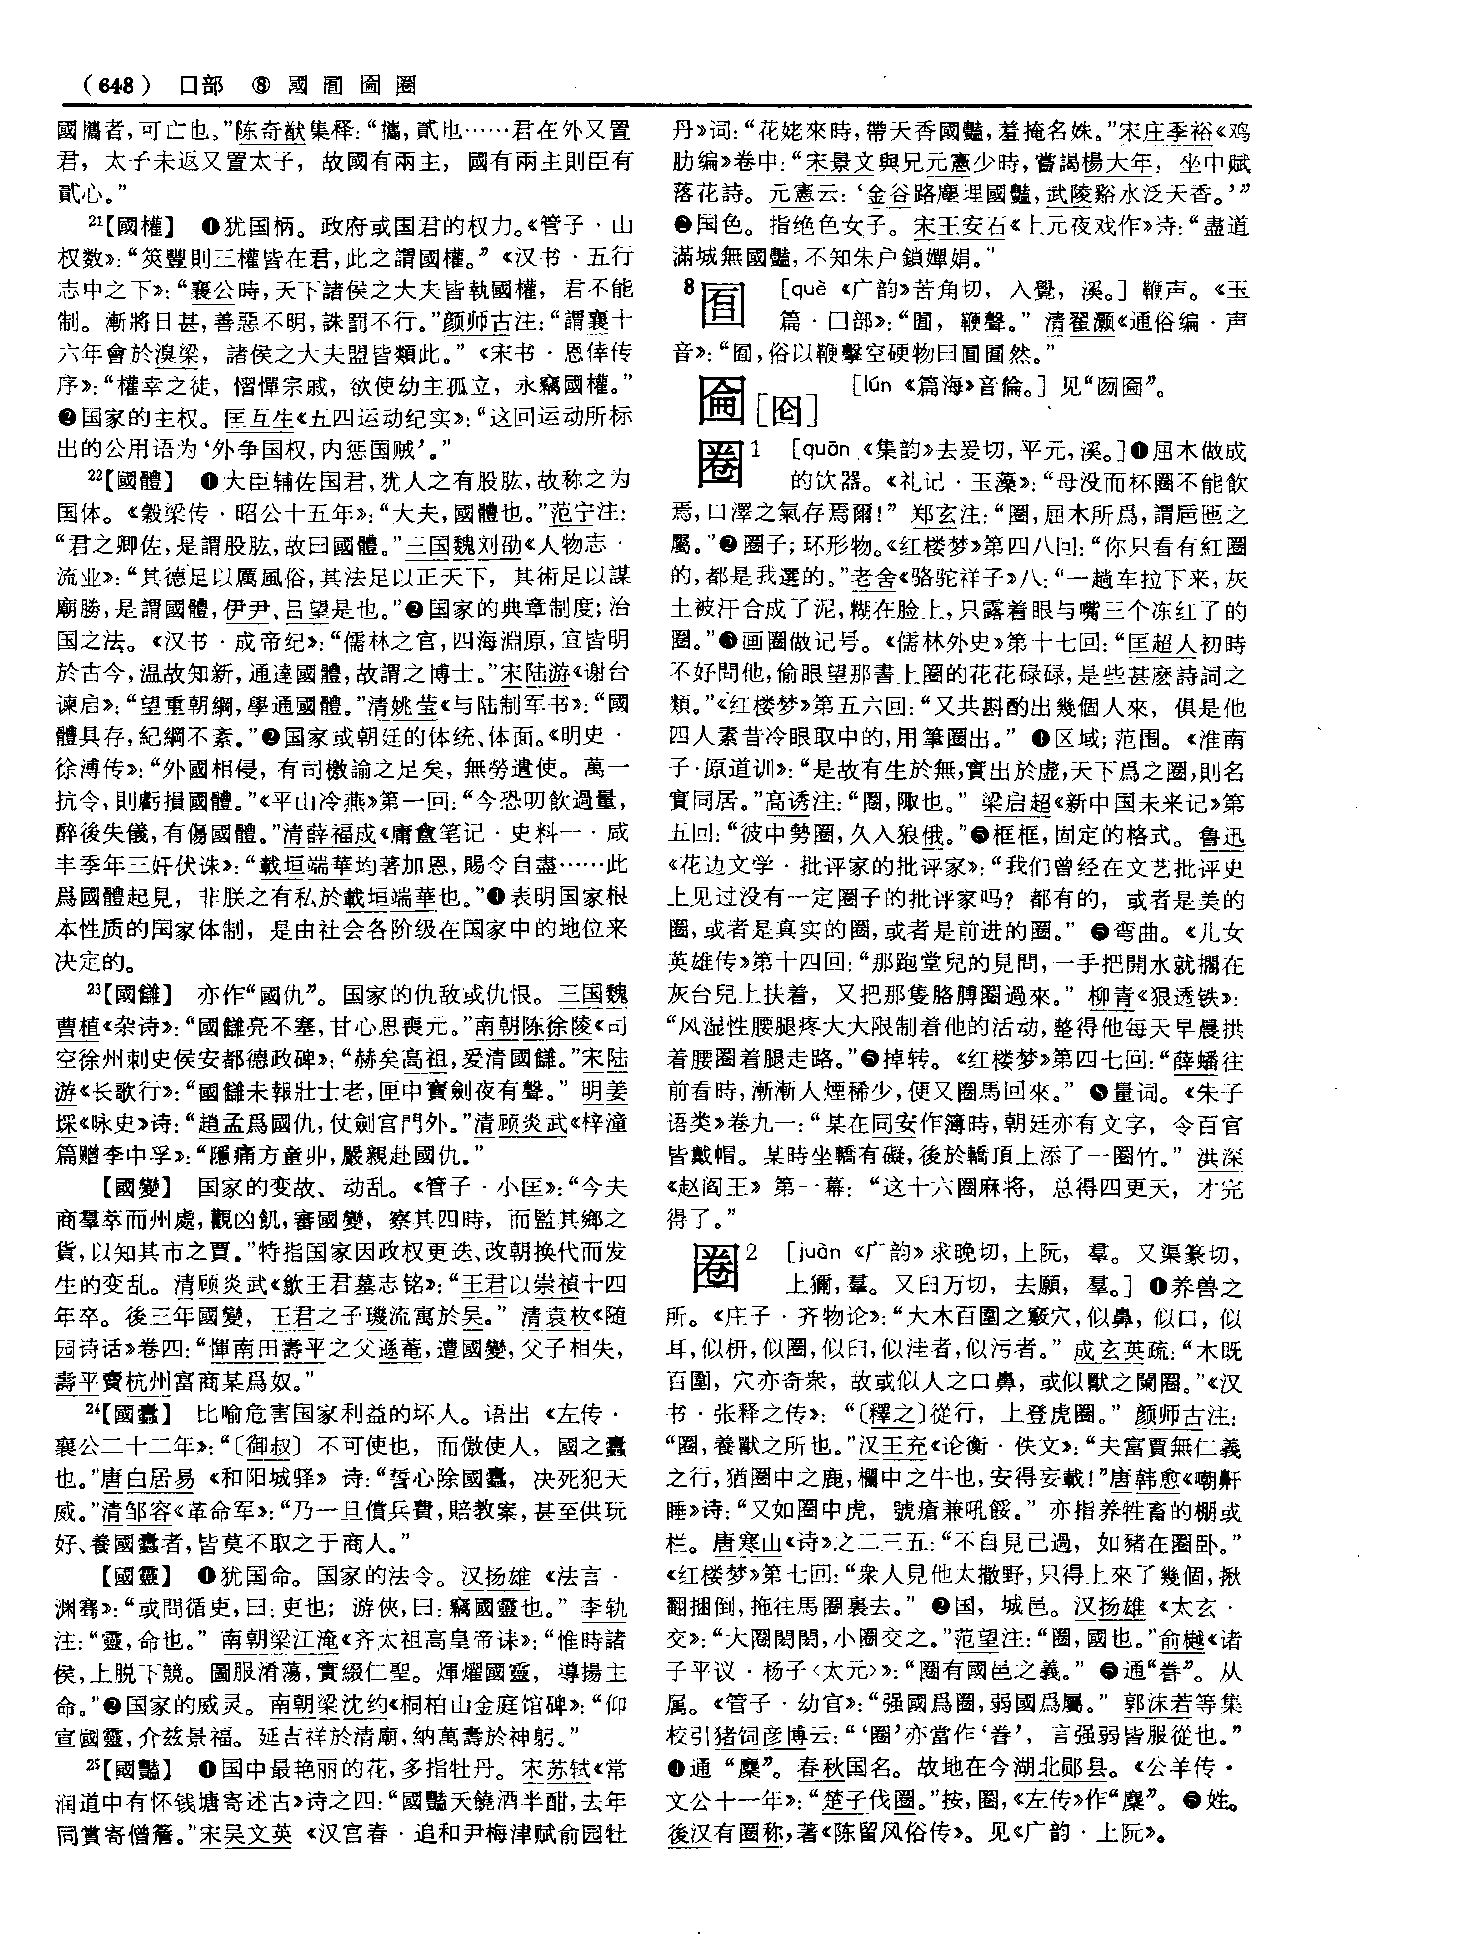 （648） 口部 ⑧ 國 圁 圇 圈
國攜者，可亡也。”陈奇猷集释：“攜，貳也……君在外又置
君，太子未返又置太子，故國有兩主，國有兩主則臣有
貳心。”
21【國權】 ❶犹国柄。政府或国君的权力。《管子·山
权数》：“筴豐則三權皆在君，此之謂國權。”《汉书·五行
志中之下》：“襄公時，天下諸侯之大夫皆執國權，君不能
制。漸將日甚，善惡不明，誅罰不行。”颜师古注：“謂襄十
六年會於溴梁，諸侯之大夫盟皆類此。”《宋书·恩倖传
序》：“權幸之徒，慴憚宗戚，欲使幼主孤立，永竊國權。”
❷国家的主权。匡互生《五四运动纪实》：“这回运动所标
出的公用语为‘外争国权，内惩国贼’。”
22【國體】 ❶大臣辅佐国君，犹人之有股肱，故称之为
国体。《穀梁传·昭公十五年》：“大夫，國體也。”范宁注：
“君之卿佐，是謂股肱，故曰國體。”三国魏刘劭《人物志·
流业》：“其德足以厲風俗，其法足以正天下，其術足以謀
廟勝，是謂國體，伊尹、吕望是也。”❷国家的典章制度；治
国之法。《汉书·成帝纪》：“儒林之官，四海淵原，宜皆明
於古今，温故知新，通達國體，故謂之博士。”宋陆游《谢台
谏启》：“望重朝綱，學通國體。”清姚莹《与陆制军书》：“國
體具存，紀綱不紊。”❷国家或朝廷的体统、体面。《明史·
徐溥传》：“外國相侵，有司檄諭之足矣，無勞遣使。萬一
抗令，則虧損國體。”《平山冷燕》第一回：“今恐叨飲過量，
醉後失儀，有傷國體。”清薛福成《庸盦笔记·史料一·咸
丰季年三奸伏诛》：“載垣端華均著加恩，賜令自盡……此
爲國體起見，非朕之有私於載垣端華也。”❹表明国家根
本性质的国家体制，是由社会各阶级在国家中的地位来
决定的。
23【國讎】 亦作“國仇”。国家的仇敌或仇恨。三国魏
曹植《杂诗》：“國讎亮不塞，甘心思喪元。”南朝陈徐陵《司
空徐州刺史侯安都德政碑》：“赫矣高祖，爰清國讎。”宋陆
游《长歌行》：“國讎未報壯士老，匣中寶劍夜有聲。”明姜
埰《咏史》诗：“趙孟爲國仇，仗劍宫門外。”清顾炎武《梓潼
篇赠李中孚》：“隱痛方童丱，嚴親赴國仇。”
【國變】 国家的变故、动乱。《管子·小匡》：“今夫
商羣萃而州處，觀凶飢，審國變，察其四時，而監其鄉之
貨，以知其市之賈。”特指国家因政权更迭、改朝换代而发
生的变乱。清顾炎武《歙王君墓志铭》：“王君以崇禎十四
年卒。後三年國變，王君之子璣流寓於吴。”清袁枚《随
园诗话》卷四：“惲南田壽平之父遜菴，遭國變，父子相失，
壽平賣杭州富商某爲奴。”
24【國蠹】 比喻危害国家利益的坏人。语出《左传·
襄公二十二年》：“〔御叔〕不可使也，而傲使人，國之蠹
也。”唐白居易《和阳城驿》诗：“誓心除國蠹，决死犯天
威。”清邹容《革命军》：“乃一旦償兵費，賠教案，甚至供玩
好、養國蠹者，皆莫不取之于商人。”
【國靈】 ❶犹国命。国家的法令。汉扬雄《法言·
渊骞》：“或問循吏，曰：吏也；游俠，曰：竊國靈也。”李轨
注：“靈，命也。”南朝梁江淹《齐太祖高皇帝诔》：“惟時諸
侯，上脱下競。圖服淆蕩，實綴仁聖。煇燿國靈，導揚主
命。”❷国家的威灵。南朝梁沈约《桐柏山金庭馆碑》：“仰
宣國靈，介兹景福。延吉祥於清廟，納萬壽於神躬。”
25【國豔】 ❶国中最艳丽的花，多指牡丹。宋苏轼《常
润道中有怀钱塘寄述古》诗之四：“國豔夭饒酒半酣，去年
同賞寄僧簷。”宋吴文英《汉宫春·追和尹梅津赋俞园牡
丹》词：“花姥來時，帶天香國豔，羞掩名姝。”宋庄季裕《鸡
肋编》卷中：“宋景文與兄元憲少時，嘗謁楊大年，坐中赋
落花詩。元憲云：‘金谷路塵埋國豔，武陵谿水泛天香。’”
❷国色。指绝色女子。宋王安石《上元夜戏作》诗：“盡道
滿城無國豔，不知朱户鎖嬋娟。”
8圁 ［què《广韵》苦角切，入覺，溪。］鞭声。《玉
篇·囗部》：“圁，鞭聲。”清翟灏《通俗编·声
音》：“圁，俗以鞭擊空硬物曰圁圁然。”
圇［囵］ ［lún《篇海》音倫。］见“囫圇”。
圈1 ［quān《集韵》去爰切，平元，溪。］❶屈木做成
的饮器。《礼记·玉藻》：“母没而杯圈不能飲
焉，口澤之氣存焉爾！”郑玄注：“圈，屈木所爲，謂巵匜之
屬。”❷圈子；环形物。《红楼梦》第四八回：“你只看有紅圈
的，都是我選的。”老舍《骆驼祥子》八：“一趟车拉下来，灰
土被汗合成了泥，糊在脸上，只露着眼与嘴三个冻红了的
圈。”❸画圈做记号。《儒林外史》第十七回：“匡超人初時
不好問他，偷眼望那書上圈的花花碌碌，是些甚麽詩詞之
類。”《红楼梦》第五六回：“又共斟酌出幾個人來，俱是他
四人素昔冷眼取中的，用筆圈出。”❹区域；范围。《淮南
子·原道训》：“是故有生於無，實出於虚，天下爲之圈，則名
實同居。”高诱注：“圈，陬也。”梁启超《新中国未来记》第
五回：“彼中勢圈，久入狼俄。”❺框框，固定的格式。鲁迅
《花边文学·批评家的批评家》：“我们曾经在文艺批评史
上见过没有一定圈子的批评家吗？都有的，或者是美的
圈，或者是真实的圈，或者是前进的圈。”❻弯曲。《儿女
英雄传》第十四回：“那跑堂兒的見問，一手把開水就擱在
灰台兒上扶着，又把那隻胳膊圈過來。”柳青《狠透铁》：
“风湿性腰腿疼大大限制着他的活动，整得他每天早晨拱
着腰圈着腿走路。”❼掉转。《红楼梦》第四七回：“薛蟠往
前看時，漸漸人煙稀少，便又圈馬回來。”❽量词。《朱子
语类》卷九一：“某在同安作簿時，朝廷亦有文字，令百官
皆戴帽。某時坐轎有礙，後於轎頂上添了一圈竹。”洪深
《赵阎王》第一幕：“这十六圈麻将，总得四更天，才完
得了。”
圈2 ［juàn《广韵》求晚切，上阮，羣。又渠篆切，
上獮，羣。又臼万切，去願，羣。］❶养兽之
所。《庄子·齐物论》：“大木百圍之竅穴，似鼻，似口，似
耳，似枅，似圈，似臼，似洼者，似污者。”成玄英疏：“木既
百圍，穴亦奇衆，故或似人之口鼻，或似獸之闌圈。”《汉
书·张释之传》：“〔釋之〕從行，上登虎圈。”颜师古注：
“圈，養獸之所也。”汉王充《论衡·佚文》：“夫富賈無仁義
之行，猶圈中之鹿，欄中之牛也，安得妄載！”唐韩愈《嘲鼾
睡》诗：“又如圈中虎，號瘡兼吼餒。”亦指养牲畜的棚或
栏。唐寒山《诗》之二三五：“不自見己過，如豬在圈卧。”
《红楼梦》第七回：“衆人見他太撒野，只得上來了幾個，揪
翻捆倒，拖往馬圈裏去。”❷国，城邑。汉扬雄《太玄·
交》：“大圈閎閎，小圈交之。”范望注：“圈，國也。”俞樾《诸
子平议·杨子〈太元〉》：“圈有國邑之義。”❸通“眷”。从
属。《管子·幼官》：“强國爲圈，弱國爲屬。”郭沫若等集
校引猪饲彦博云：“‘圈’亦當作‘眷’，言强弱皆服從也。”
❹通“麇”。春秋国名。故地在今湖北郧县。《公羊传·
文公十一年》：“楚子伐圈。”按，圈，《左传》作“麇”。❺姓。
後汉有圈称，著《陈留风俗传》。见《广韵·上阮》。